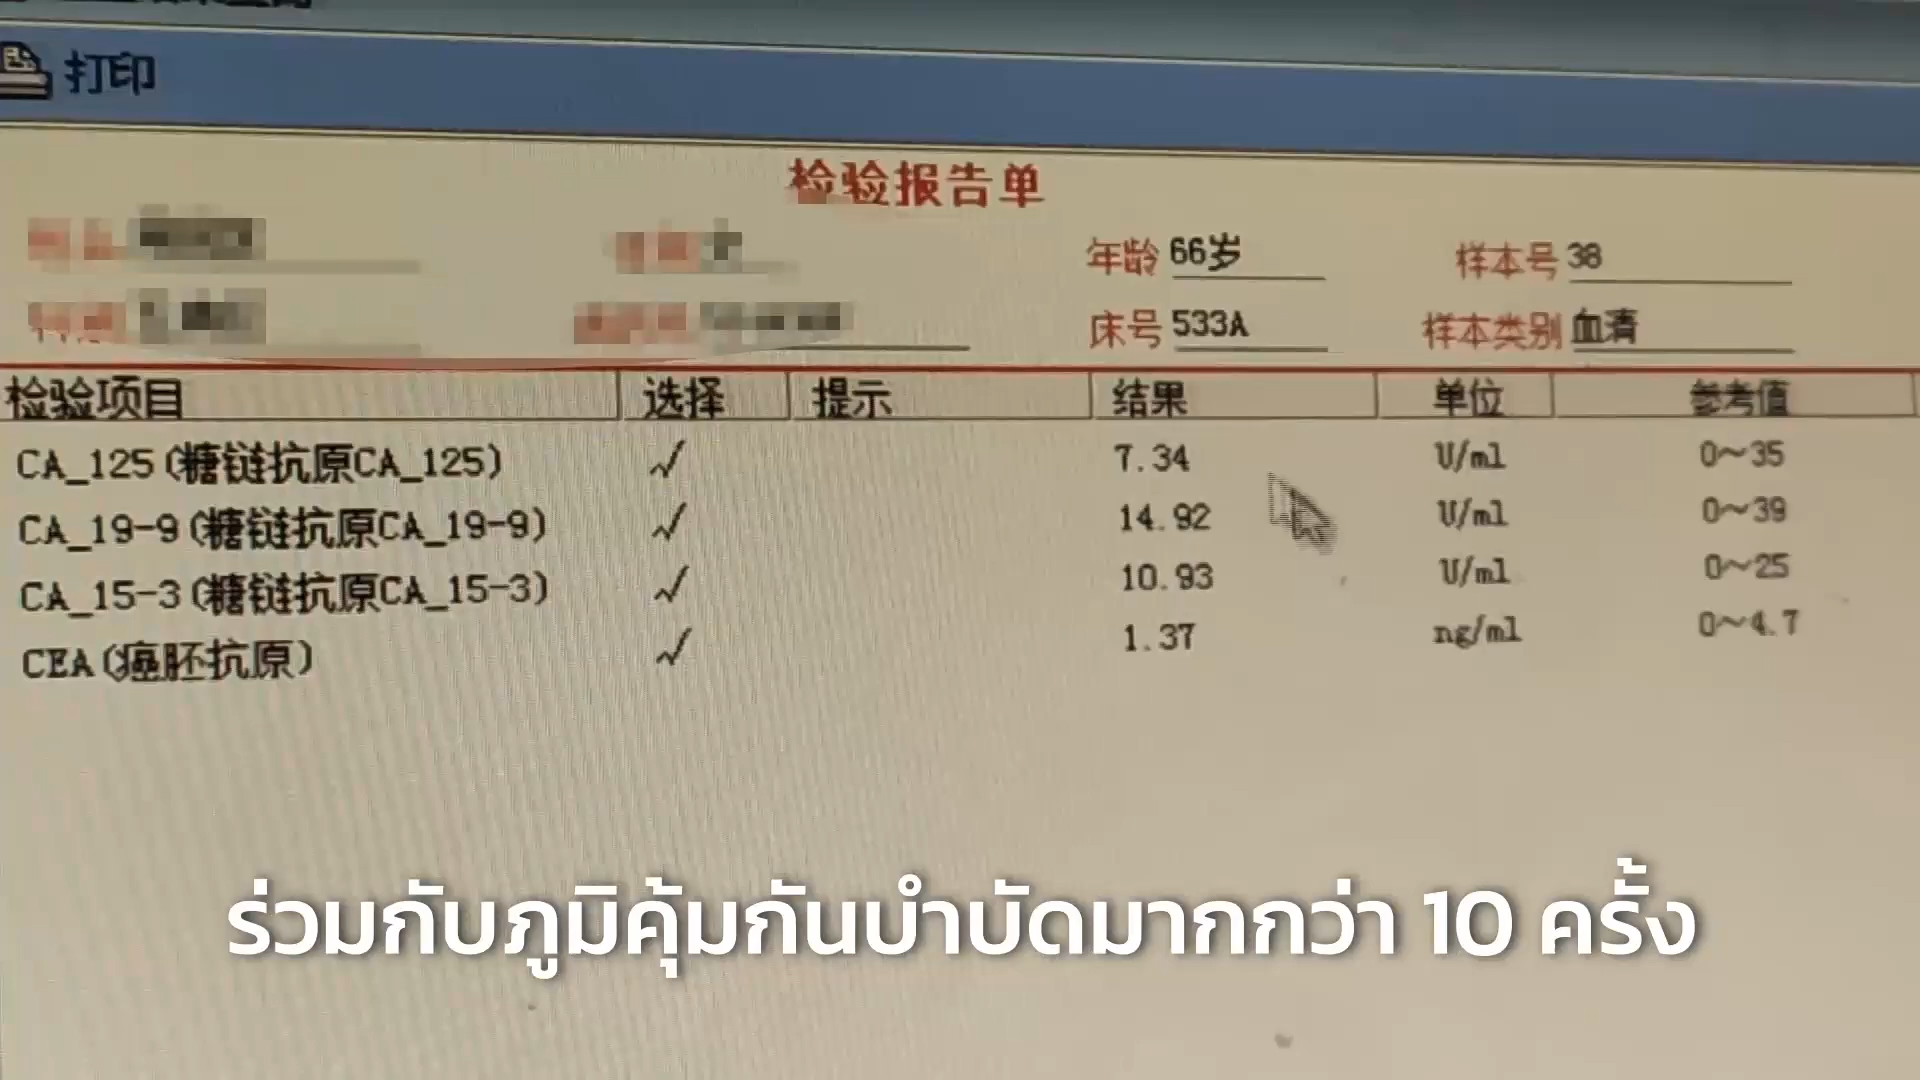 打印
检验报告单
年龄 66岁 样本号 38
床号 533A 样本类别 血清
检验项目 选择 提示 结果 单位 参考值
CA_125(糖链抗原CA_125) √ 7.34 U/ml 0～35
CA_19-9(糖链抗原CA_19-9) √ 14.92 U/ml 0～39
CA_15-3(糖链抗原CA_15-3) √ 10.93 U/ml 0～25
CEA(癌胚抗原) √ 1.37 ng/ml 0～4.7
ร่วมกับภูมิคุ้มกันบำบัดมากกว่า 10 ครั้ง